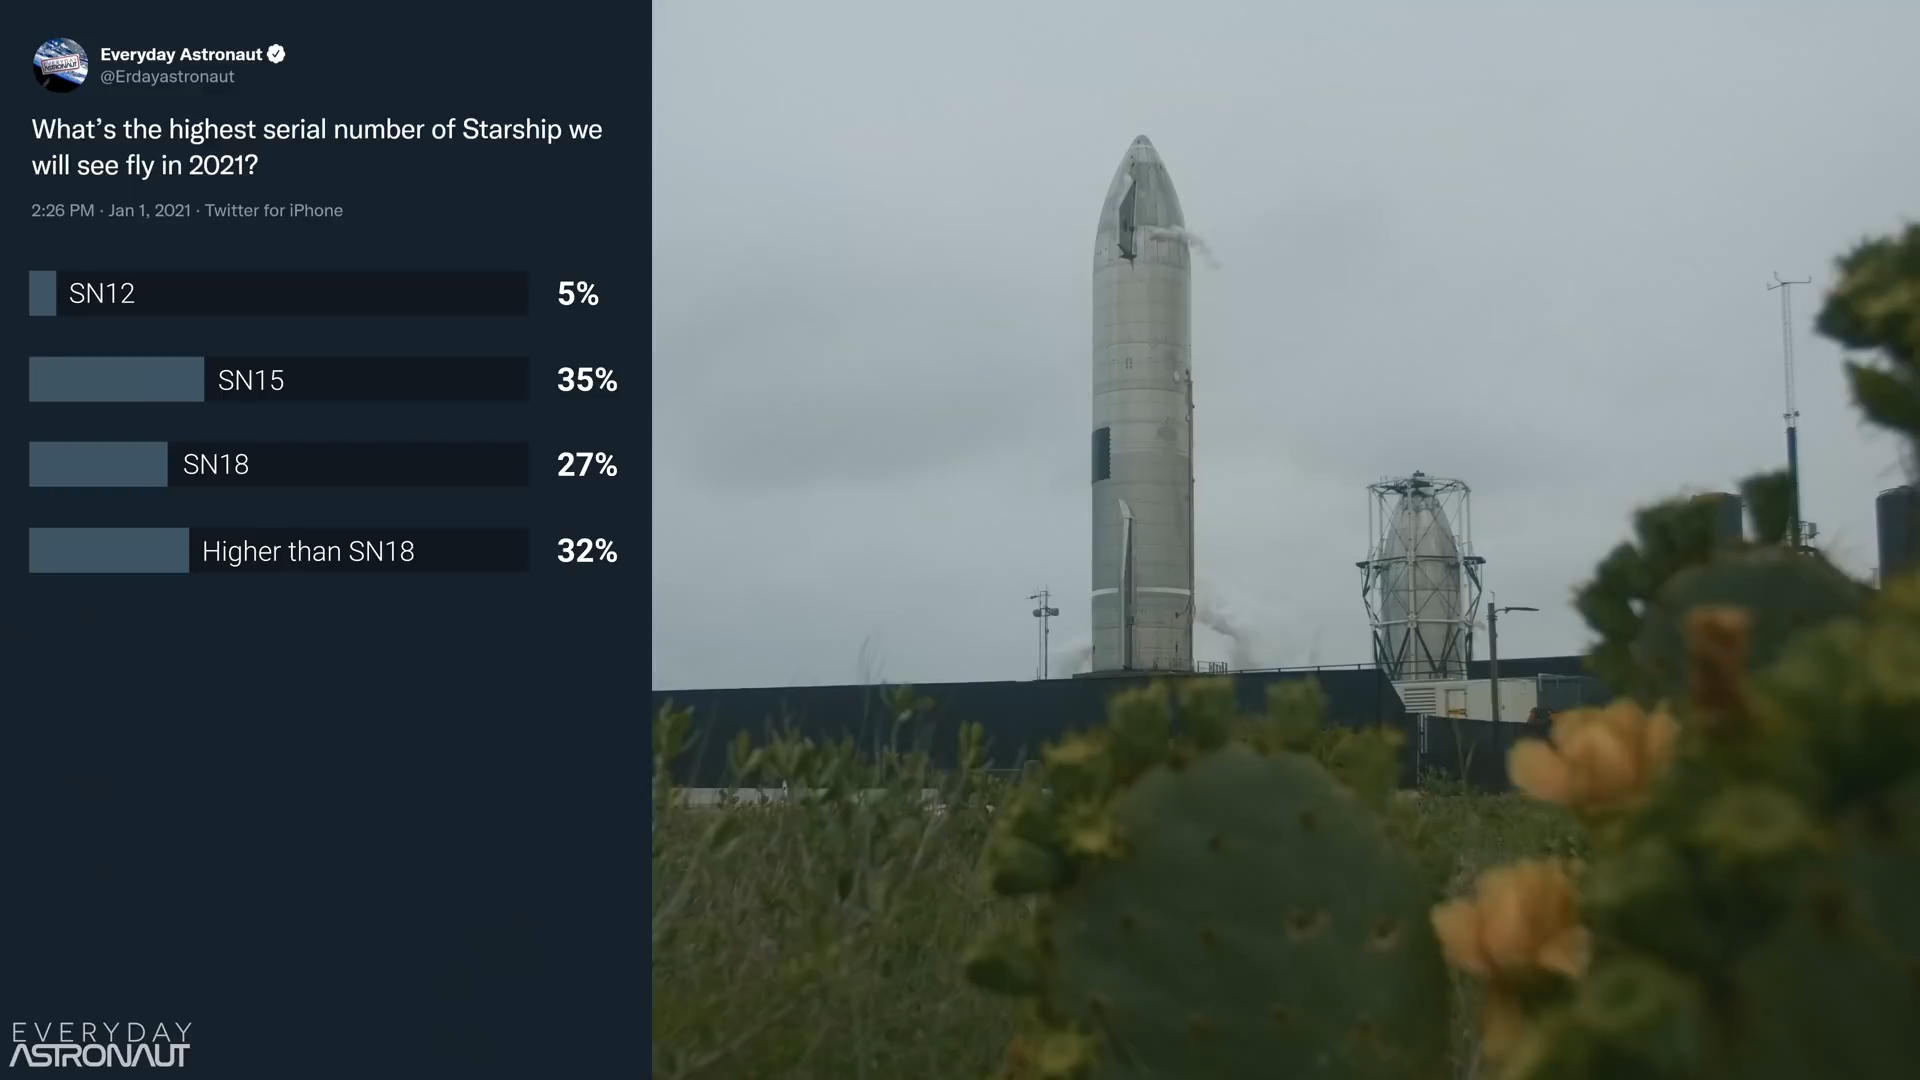 Everyday Astronaut
@Erdayastronaut
What's the highest serial number of Starship we
will see fly in 2021?
2:26 PM · Jan 1, 2021 · Twitter for iPhone
SN12 5%
SN15 35%
SN18 27%
Higher than SN18 32%
EVERYDAY
ASTRONAUT